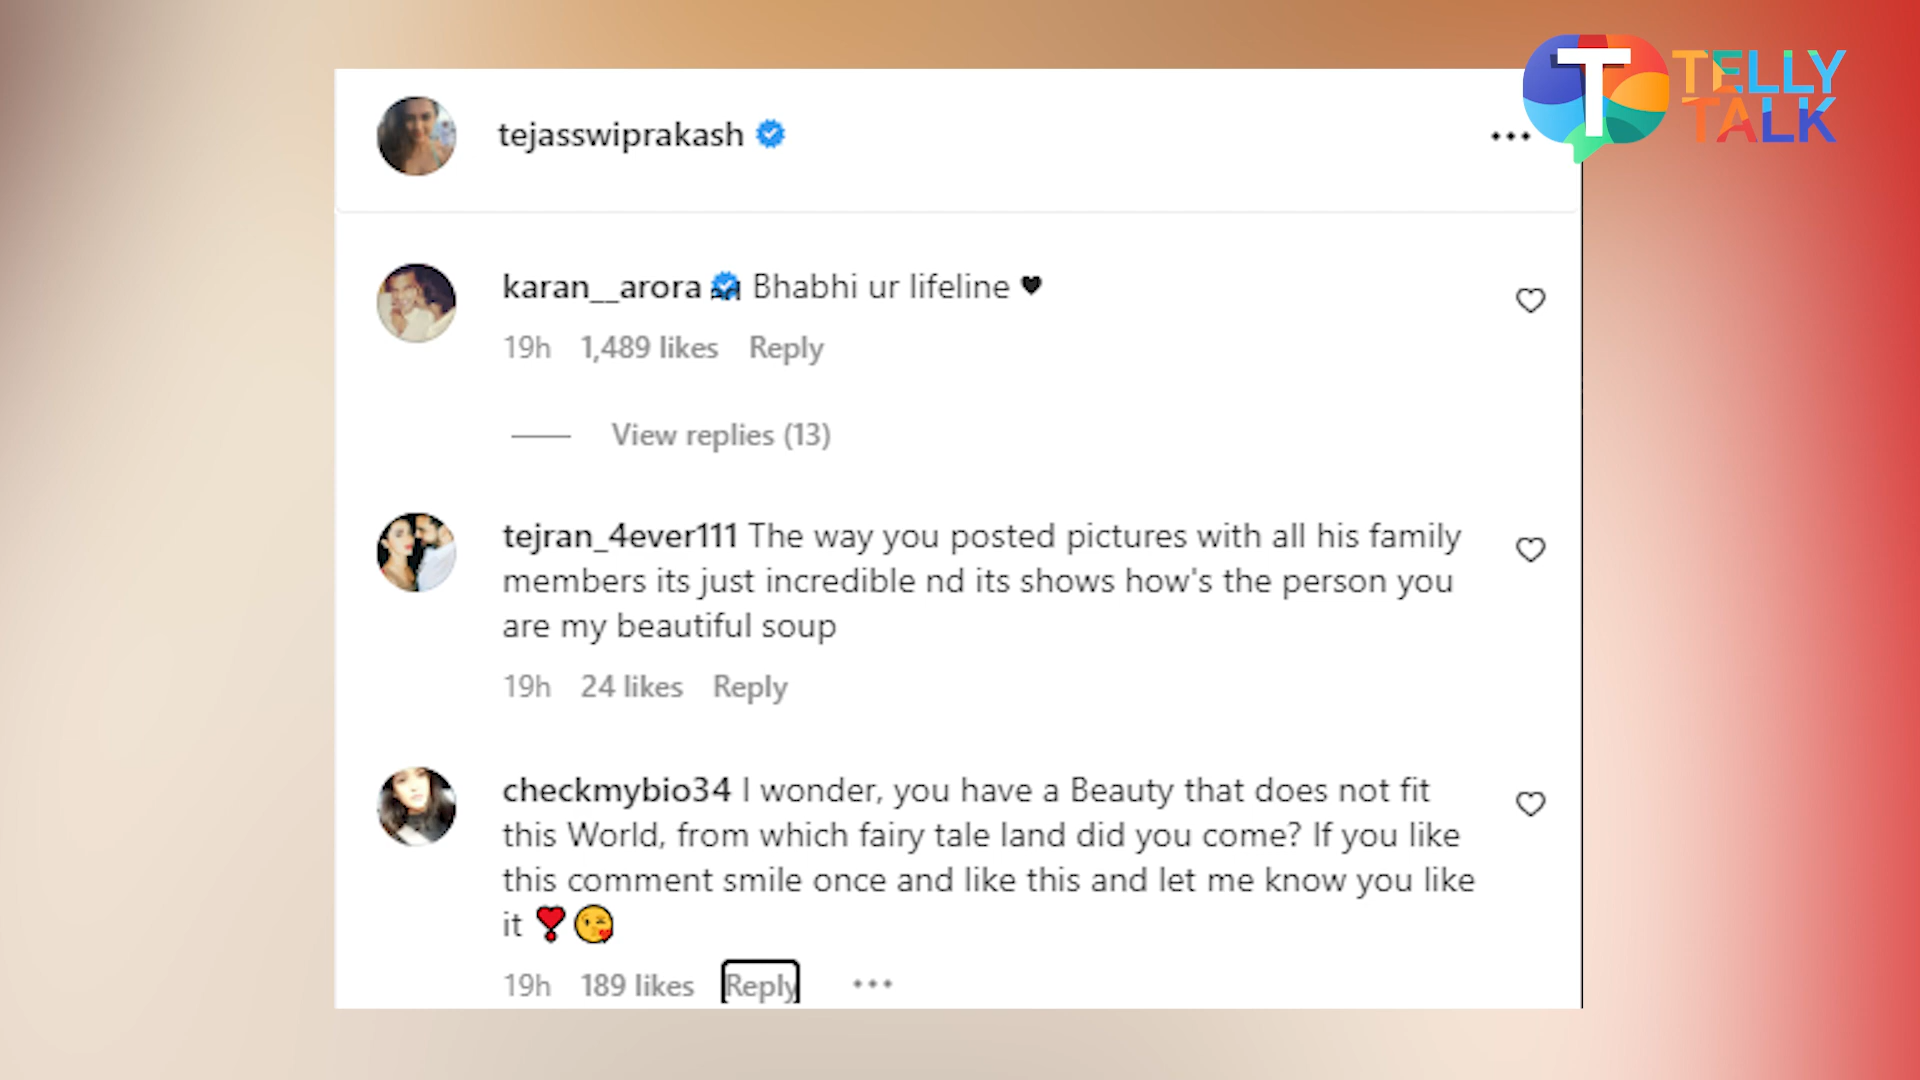 T TELLY
TALK
tejasswiprakash
karan__arora Bhabhi ur lifeline 🖤
19h 1,489 likes Reply
View replies (13)
tejran_4ever111 The way you posted pictures with all his family
members its just incredible nd its shows how's the person you
are my beautiful soup
19h 24 likes Reply
checkmybio34 I wonder, you have a Beauty that does not fit
this World, from which fairy tale land did you come? If you like
this comment smile once and like this and let me know you like
it ❣️😘
19h 189 likes Reply